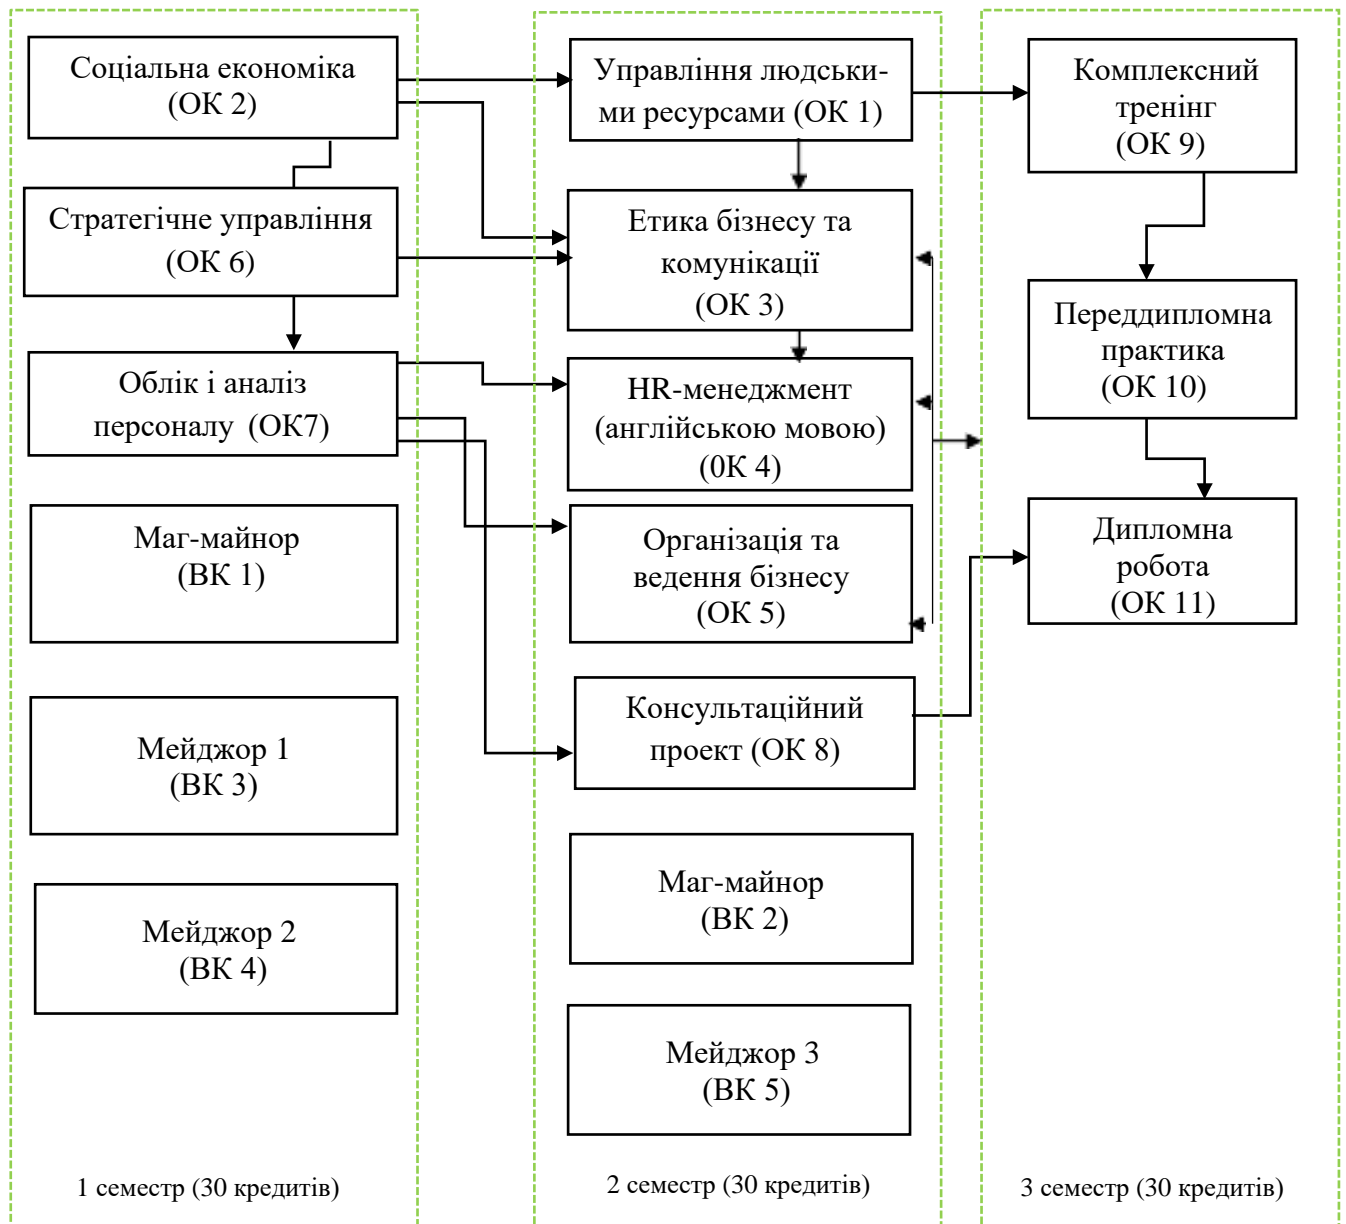 Соціальна економіка
(ОК 2)
Стратегічне управління
(ОК 6)
Облік і аналіз
персоналу (ОК7)
Маг-майнор
(ВК 1)
Мейджор 1
(ВК 3)
Мейджор 2
(ВК 4)
1 семестр (30 кредитів)
Управління людськи-
ми ресурсами (ОК 1)
Етика бізнесу та
комунікації
(ОК 3)
HR-менеджмент
(англійською мовою)
(0К 4)
Організація та
ведення бізнесу
(ОК 5)
Консультаційний
проект (ОК 8)
Маг-майнор
(ВК 2)
Мейджор 3
(ВК 5)
2 семестр (30 кредитів)
Комплексний
тренінг
(ОК 9)
Переддипломна
практика
(ОК 10)
Дипломна
робота
(ОК 11)
3 семестр (30 кредитів)